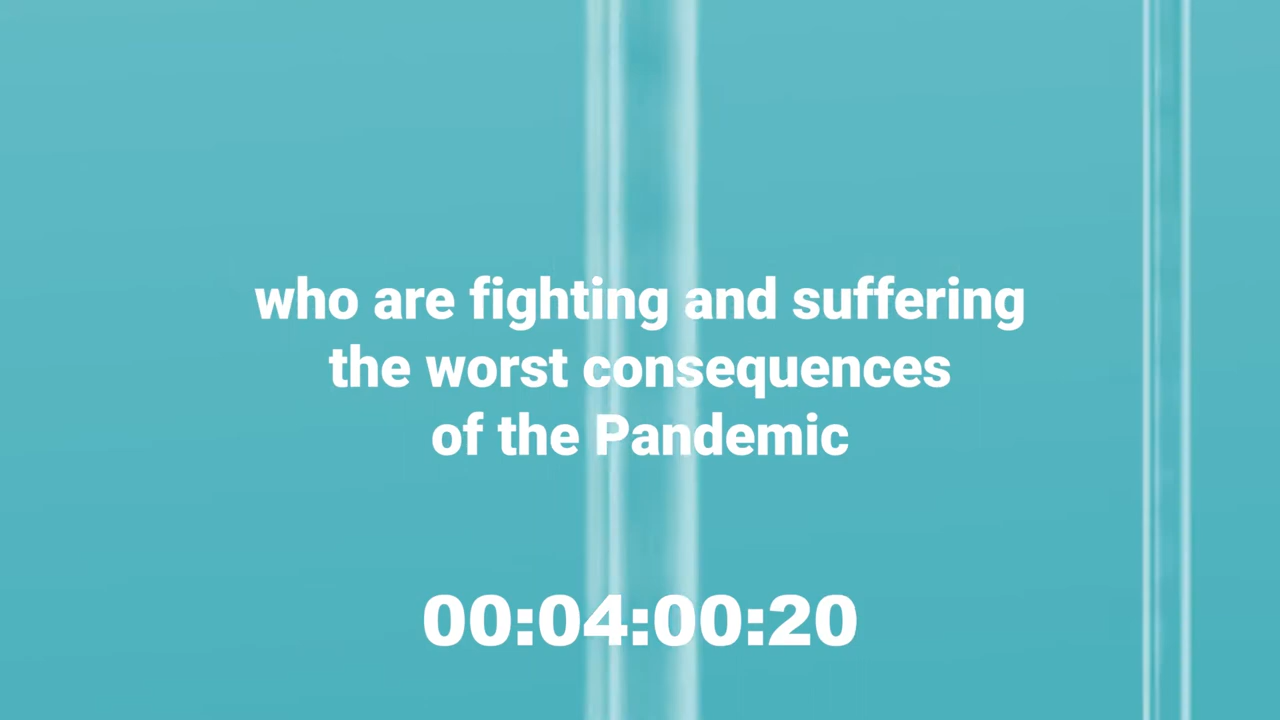 who are fighting and suffering
the worst consequences
of the Pandemic
00:04:00:20